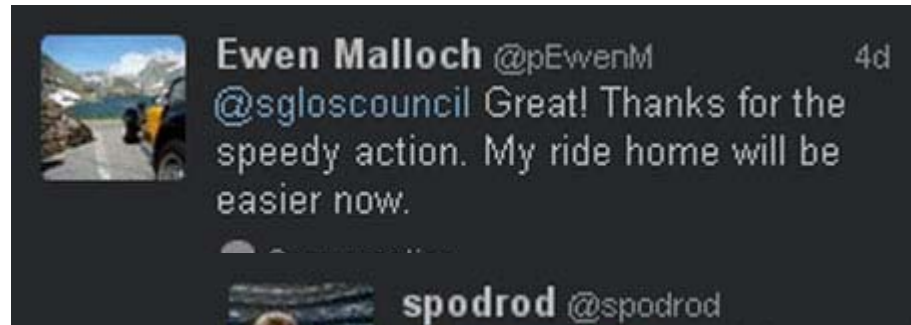 Ewen Malloch @pEwenM 4d
@sgloscouncil Great! Thanks for the
speedy action. My ride home will be
easier now.
spodrod @spodrod